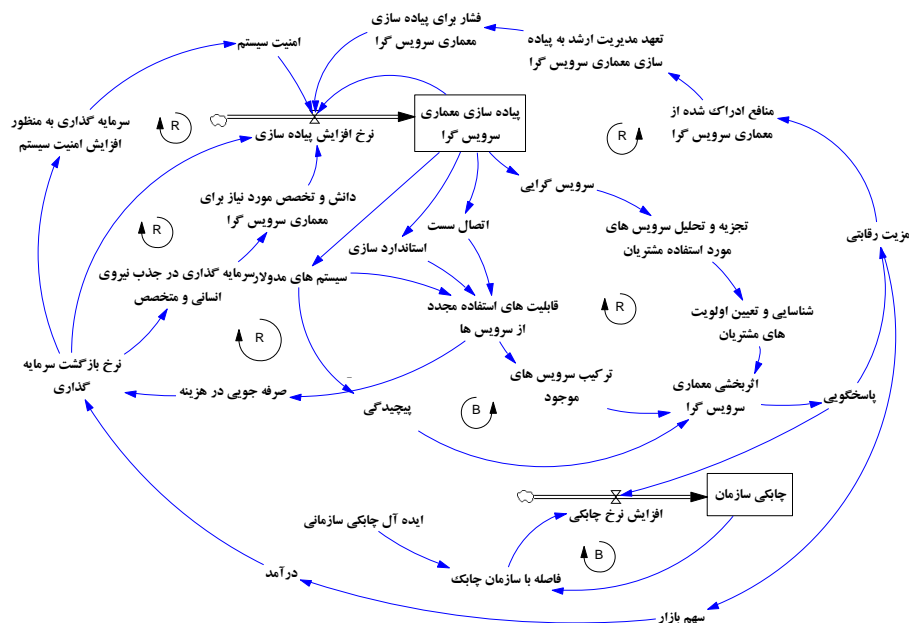 فشار برای پیاده سازی
معماری سرویس گرا
تعهد مدیریت ارشد به پیاده
سازی معماری سرویس گرا
امنیت سیستم
سرمایه گذاری به منظور
افزایش امنیت سیستم
R
نرخ افزایش پیاده سازی
پیاده سازی معماری
سرویس گرا
R
منافع ادراک شده از
معماری سرویس گرا
دانش و تخصص مورد نیاز برای
معماری سرویس گرا
سرویس گرایی
اتصال سست
تجزیه و تحلیل سرویس های
مورد استفاده مشتریان
مزیت رقابتی
R
استاندارد سازی
سیستم های مدولار
سرمایه گذاری در جذب نیروی
انسانی و متخصص
قابلیت های استفاده مجدد
از سرویس ها
R
شناسایی و تعیین اولویت
های مشتریان
R
نرخ بازگشت سرمایه
گذاری
صرفه جویی در هزینه
ترکیب سرویس های
موجود
اثربخشی معماری
سرویس گرا
پاسخگویی
پیچیدگی
B
چابکی سازمان
افزایش نرخ چابکی
ایده آل چابکی سازمانی
B
فاصله با سازمان چابک
درآمد
سهم بازار